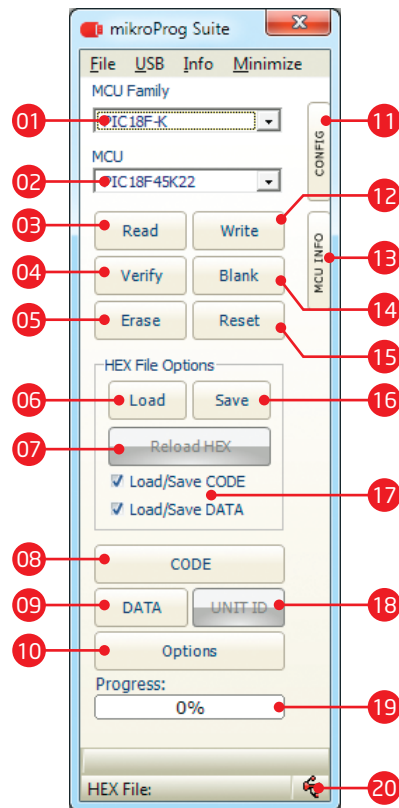 mikroProg Suite
File USB Info Minimize
MCU Family
01 PIC18F-K 11
CONFIG
MCU
02 PIC18F45K22
12
03 Read Write
MCU INFO 13
04 Verify Blank
14
05 Erase Reset
15
HEX File Options
06 Load Save 16
07 Reload HEX
Load/Save CODE
17
Load/Save DATA
08 CODE
09 DATA UNIT ID 18
10 Options
Progress:
0% 19
HEX File: 20